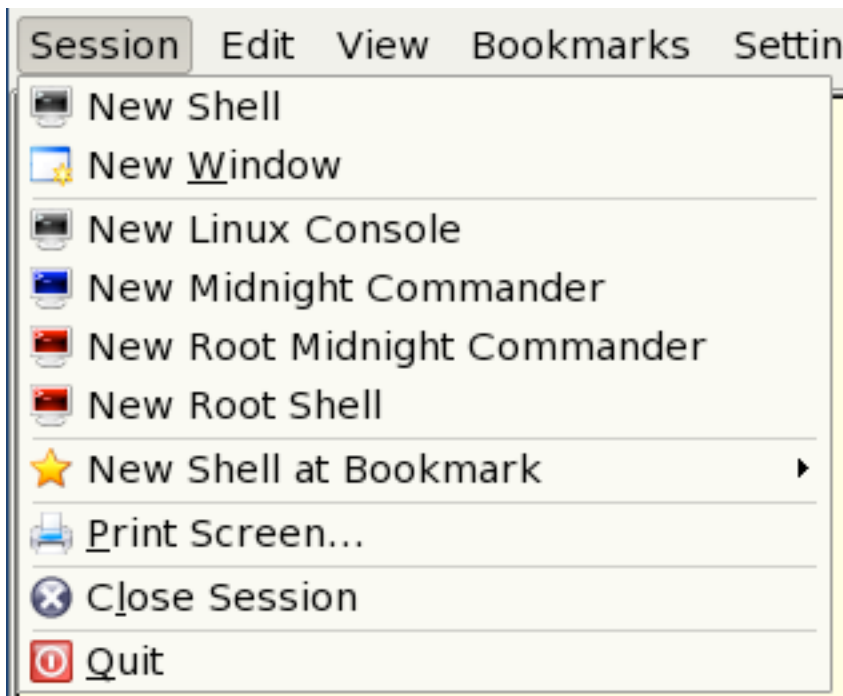 Session Edit View Bookmarks Settin
New Shell
New Window
New Linux Console
New Midnight Commander
New Root Midnight Commander
New Root Shell
New Shell at Bookmark
Print Screen...
Close Session
Quit